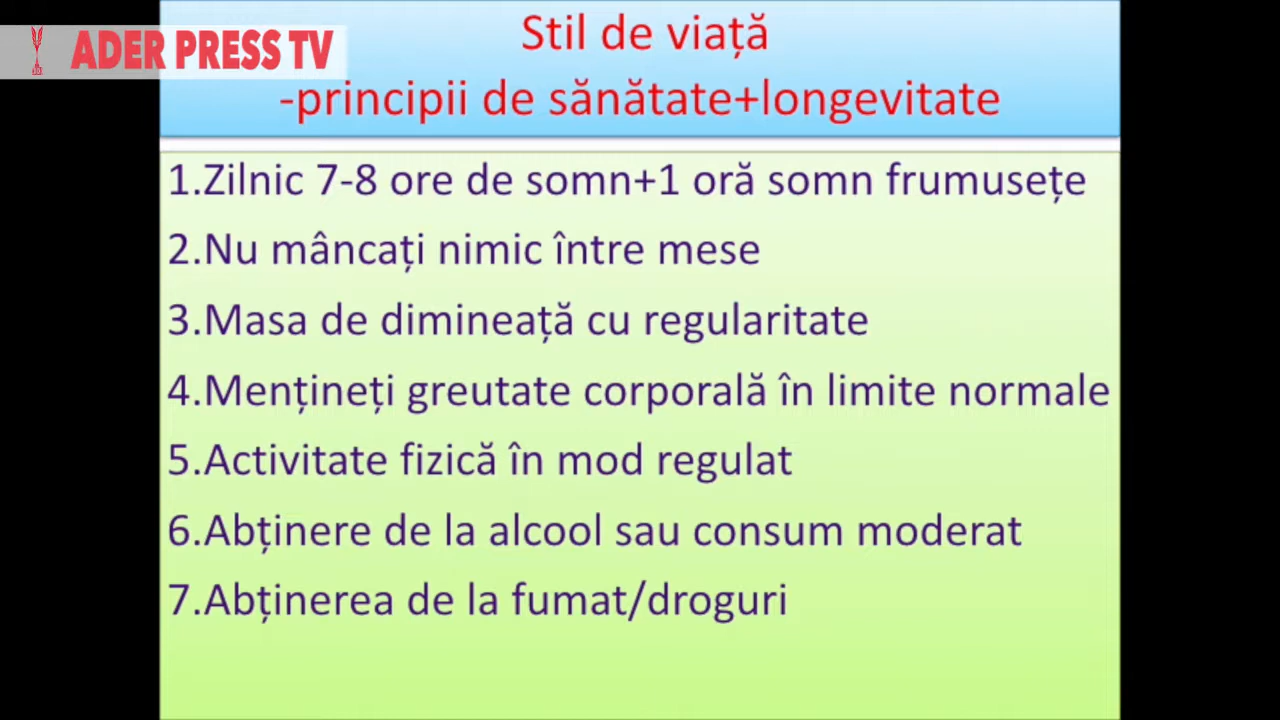 ADER PRESS TV
Stil de viață
-principii de sănătate+longevitate
1.Zilnic 7-8 ore de somn+1 oră somn frumusețe
2.Nu mâncați nimic între mese
3.Masa de dimineață cu regularitate
4.Mențineți greutate corporală în limite normale
5.Activitate fizică în mod regulat
6.Abținere de la alcool sau consum moderat
7.Abținerea de la fumat/droguri